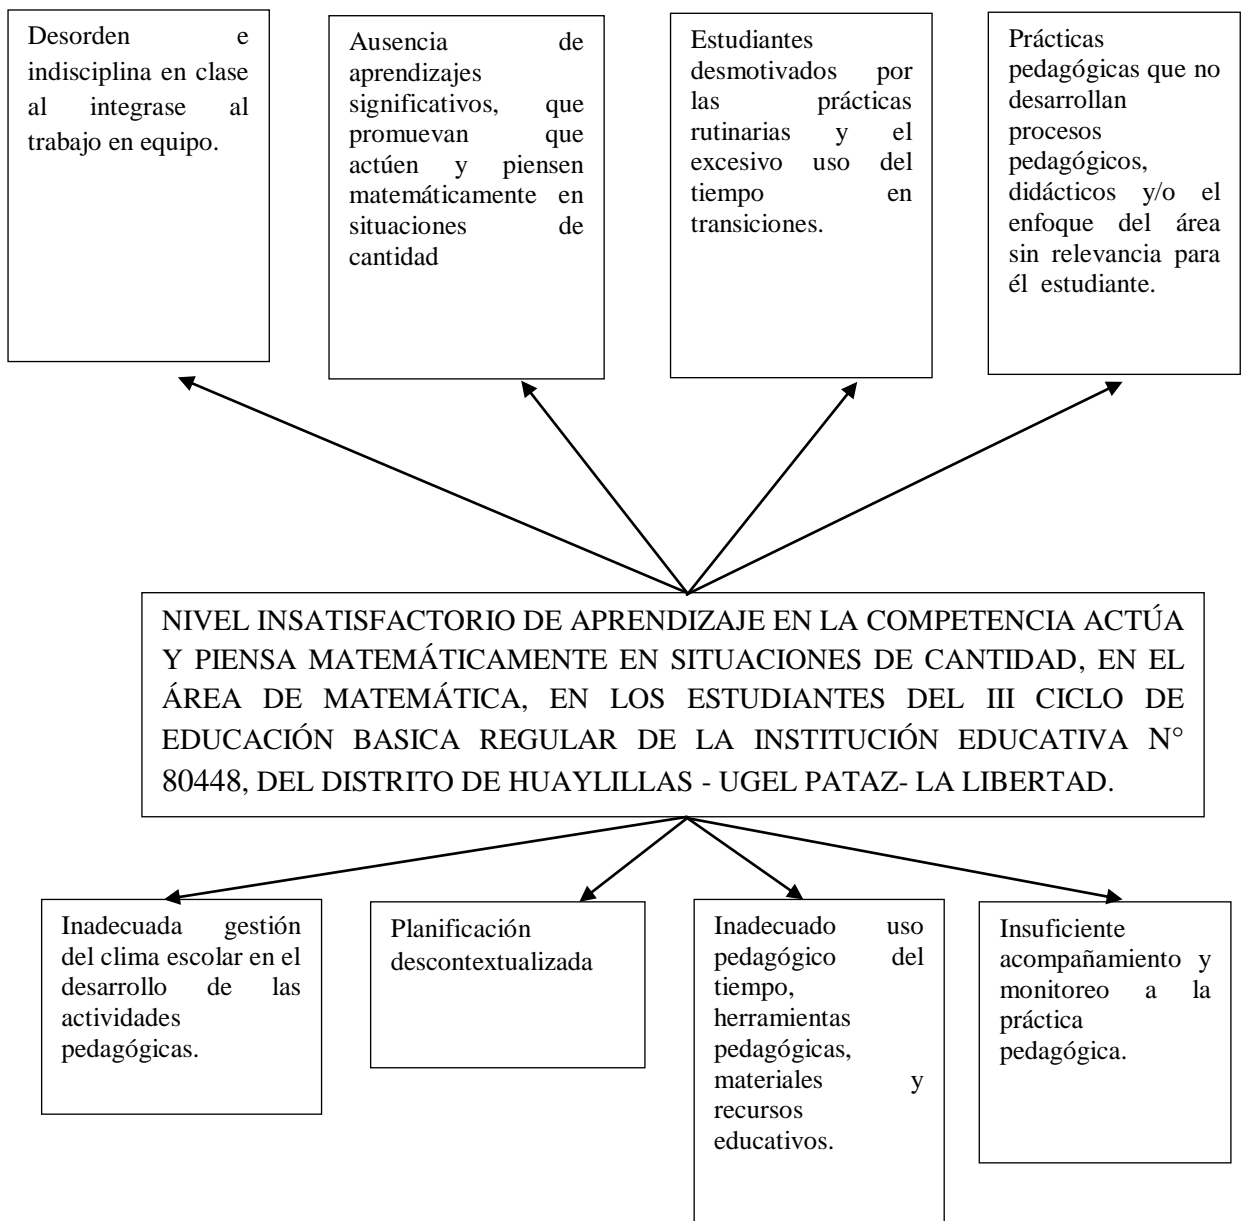 Desorden e
indisciplina en clase
al integrase al
trabajo en equipo.
Ausencia de
aprendizajes
significativos, que
promuevan que
actúen y piensen
matemáticamente en
situaciones de
cantidad
Estudiantes
desmotivados por
las prácticas
rutinarias y el
excesivo uso del
tiempo en
transiciones.
Prácticas
pedagógicas que no
desarrollan
procesos
pedagógicos,
didácticos y/o el
enfoque del área
sin relevancia para
él estudiante.
NIVEL INSATISFACTORIO DE APRENDIZAJE EN LA COMPETENCIA ACTÚA
Y PIENSA MATEMÁTICAMENTE EN SITUACIONES DE CANTIDAD, EN EL
ÁREA DE MATEMÁTICA, EN LOS ESTUDIANTES DEL III CICLO DE
EDUCACIÓN BASICA REGULAR DE LA INSTITUCIÓN EDUCATIVA N°
80448, DEL DISTRITO DE HUAYLILLAS - UGEL PATAZ- LA LIBERTAD.
Inadecuada gestión
del clima escolar en el
desarrollo de las
actividades
pedagógicas.
Planificación
descontextualizada
Inadecuado uso
pedagógico del
tiempo,
herramientas
pedagógicas,
materiales y
recursos
educativos.
Insuficiente
acompañamiento y
monitoreo a la
práctica
pedagógica.